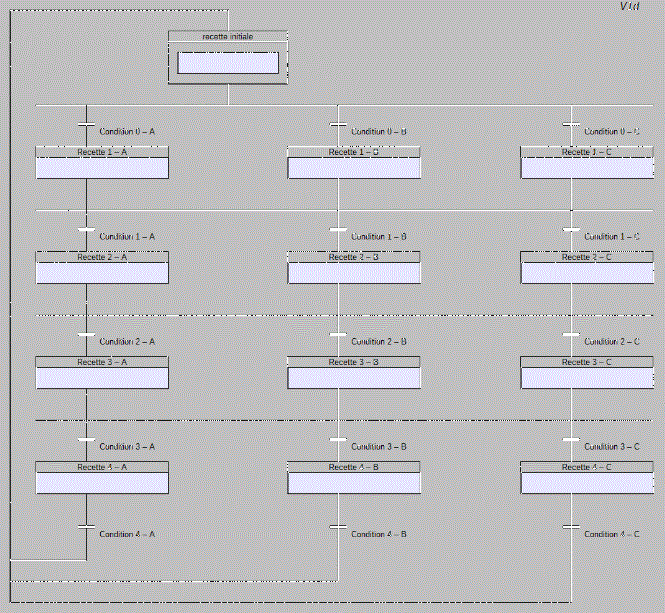 recette initiale
Condition 0 – A
Condition 0 – B
Condition 0 – C
Recette 1 – A
Recette 1 – B
Recette 1 – C
Condition 1 – A
Condition 1 – B
Condition 1 – C
Recette 2 – A
Recette 2 – B
Recette 2 – C
Condition 2 – A
Condition 2 – B
Condition 2 – C
Recette 3 – A
Recette 3 – B
Recette 3 – C
Condition 3 – A
Condition 3 – B
Condition 3 – C
Recette 4 – A
Recette 4 – B
Recette 4 – C
Condition 4 – A
Condition 4 – B
Condition 4 – C